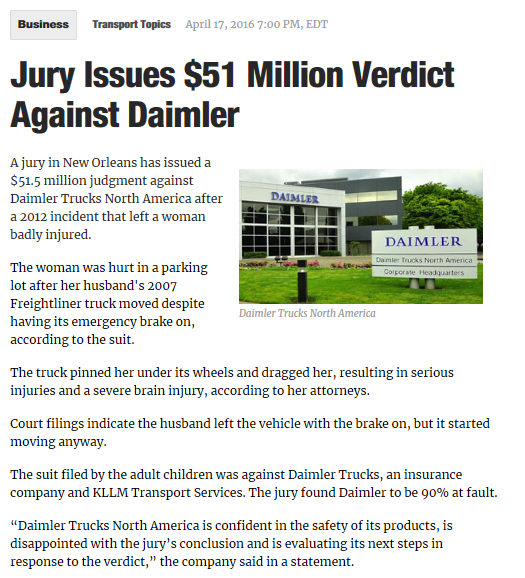 Business Transport Topics April 17, 2016 7:00 PM, EDT
Jury Issues $51 Million Verdict
Against Daimler
A jury in New Orleans has issued a
$51.5 million judgment against
Daimler Trucks North America after
a 2012 incident that left a woman
badly injured.
DAIMLER
DAIMLER
Daimler Trucks North America
Corporate Headquarters
Daimler Trucks North America
The woman was hurt in a parking
lot after her husband's 2007
Freightliner truck moved despite
having its emergency brake on,
according to the suit.
The truck pinned her under its wheels and dragged her, resulting in serious
injuries and a severe brain injury, according to her attorneys.
Court filings indicate the husband left the vehicle with the brake on, but it started
moving anyway.
The suit filed by the adult children was against Daimler Trucks, an insurance
company and KLLM Transport Services. The jury found Daimler to be 90% at fault.
“Daimler Trucks North America is confident in the safety of its products, is
disappointed with the jury’s conclusion and is evaluating its next steps in
response to the verdict,” the company said in a statement.